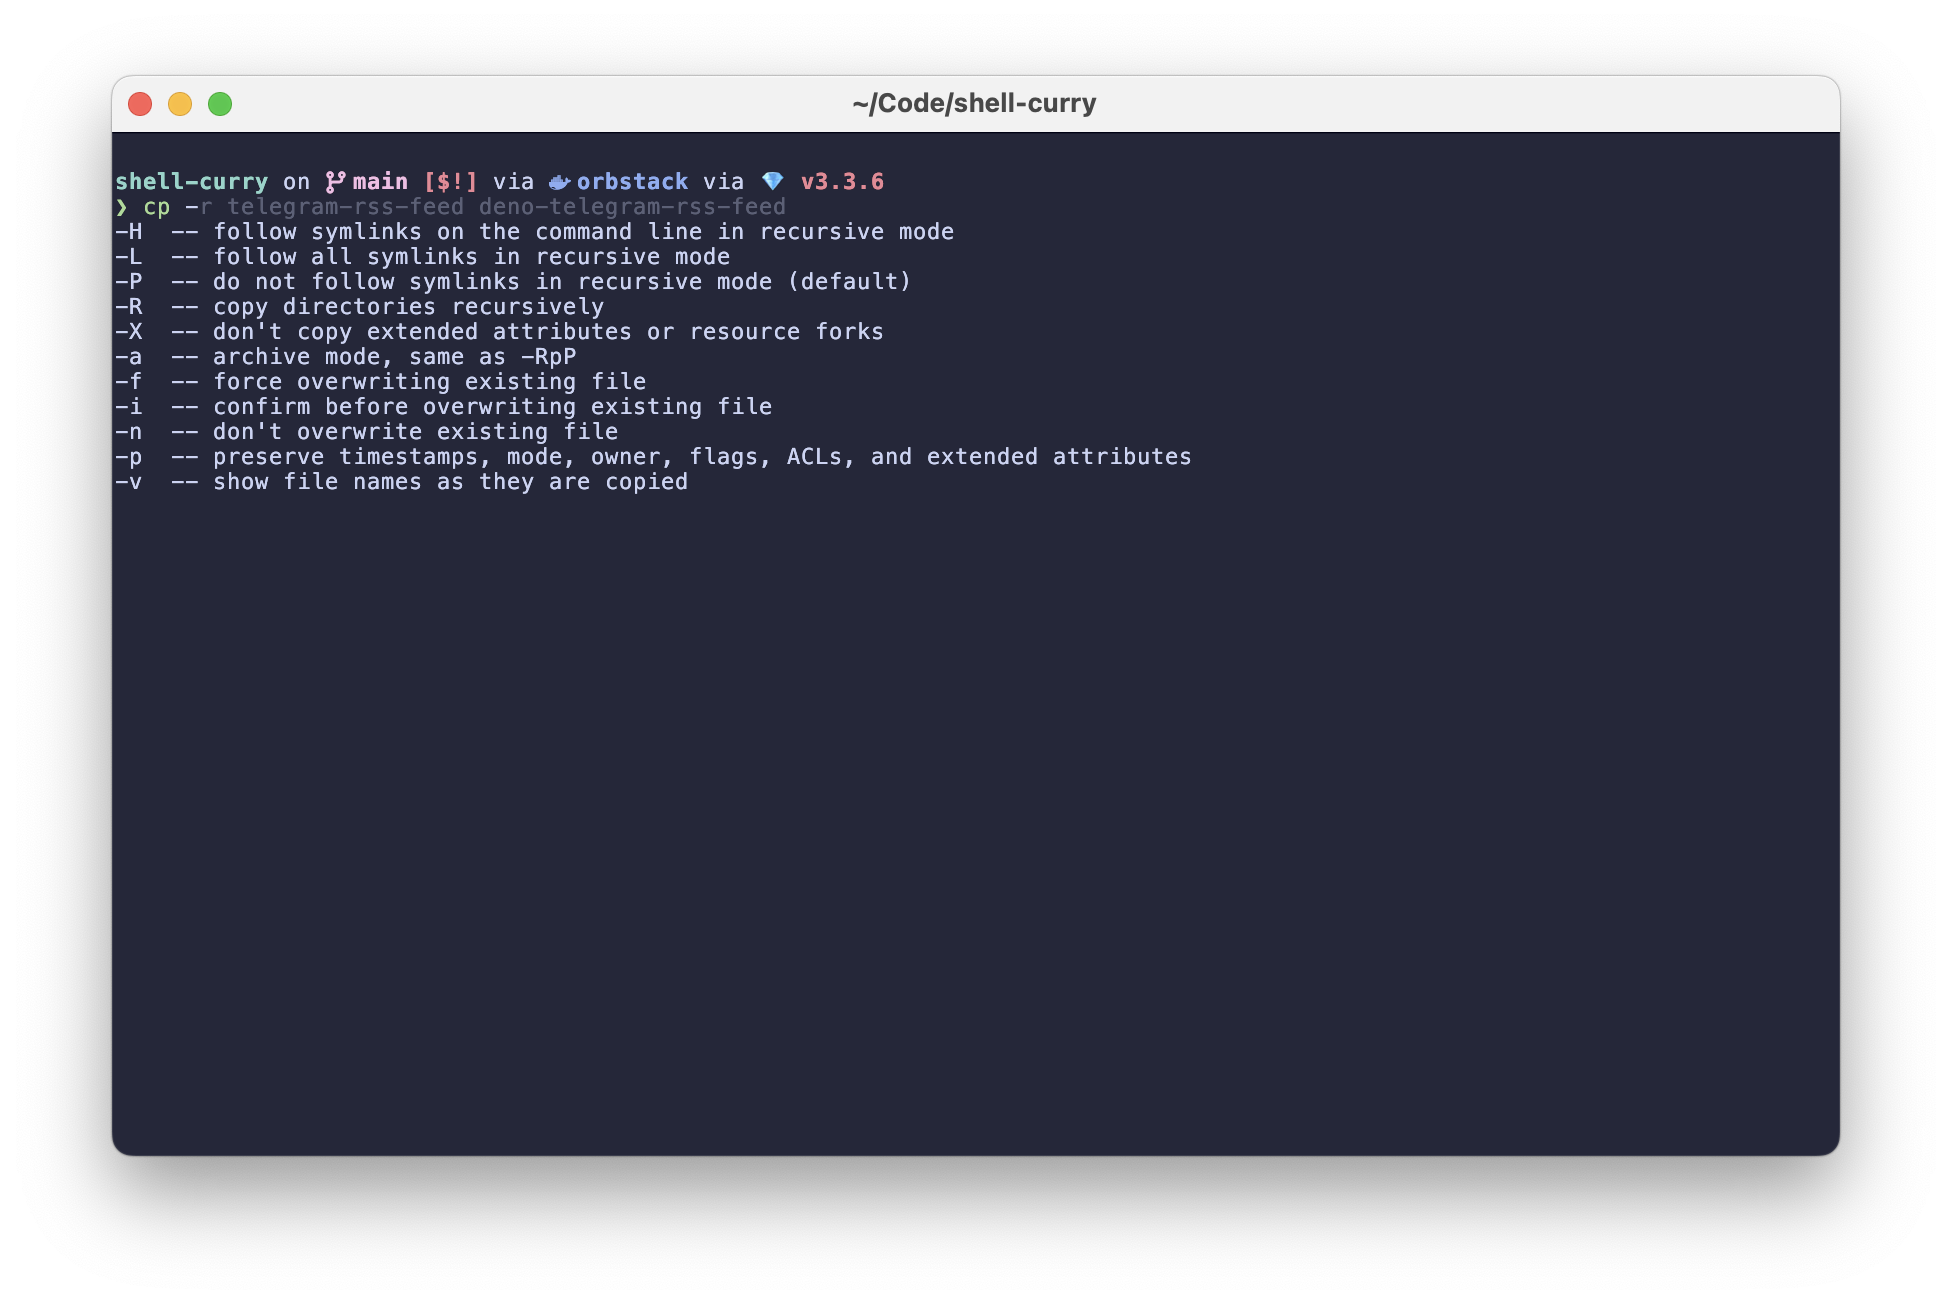 ~/Code/shell-curry
shell-curry on main [$!] via orbstack via 💎 v3.3.6
❯ cp -r telegram-rss-feed deno-telegram-rss-feed
-H  -- follow symlinks on the command line in recursive mode
-L  -- follow all symlinks in recursive mode
-P  -- do not follow symlinks in recursive mode (default)
-R  -- copy directories recursively
-X  -- don't copy extended attributes or resource forks
-a  -- archive mode, same as -RpP
-f  -- force overwriting existing file
-i  -- confirm before overwriting existing file
-n  -- don't overwrite existing file
-p  -- preserve timestamps, mode, owner, flags, ACLs, and extended attributes
-v  -- show file names as they are copied